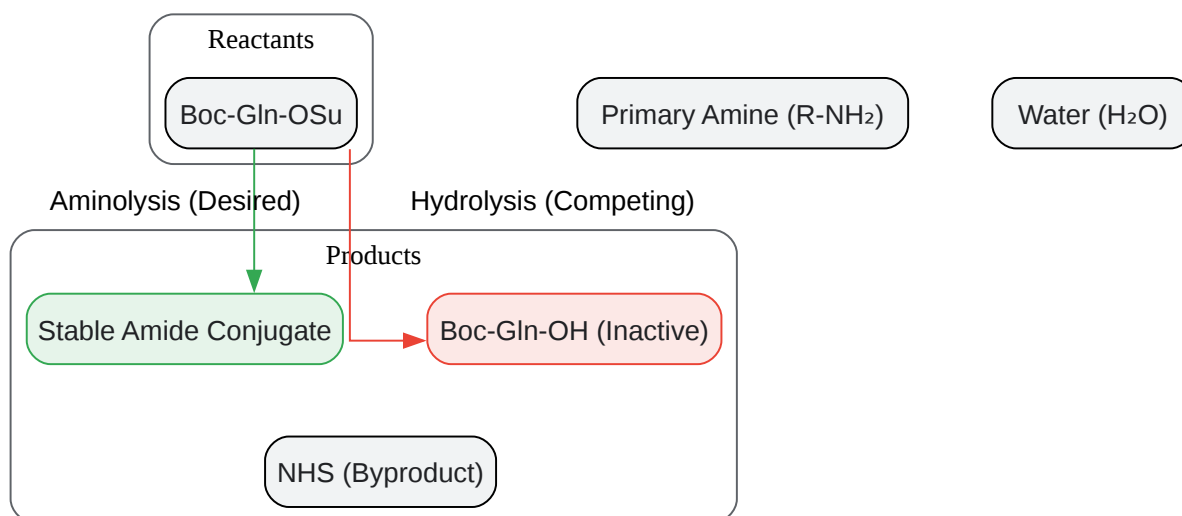 Reactants
Boc-Gln-OSu
Primary Amine (R-NH₂)
Water (H₂O)
Aminolysis (Desired)
Hydrolysis (Competing)
Products
Stable Amide Conjugate
Boc-Gln-OH (Inactive)
NHS (Byproduct)